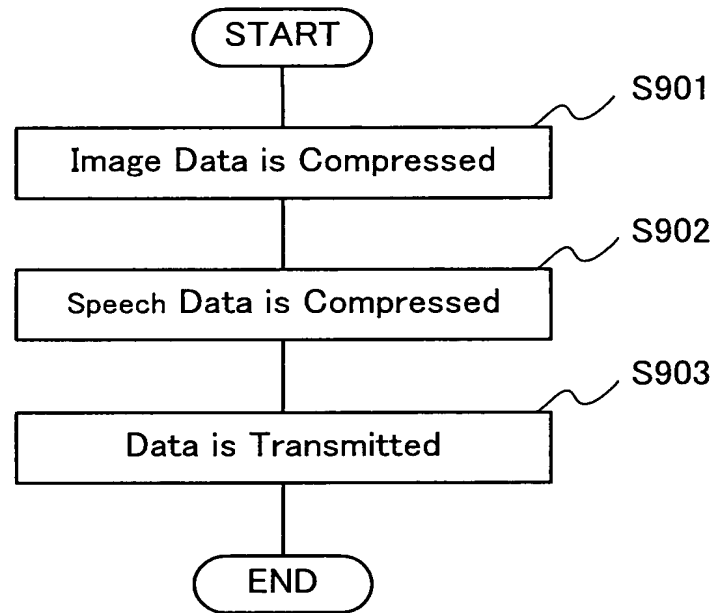 START
S901
Image Data is Compressed
S902
Speech Data is Compressed
S903
Data is Transmitted
END